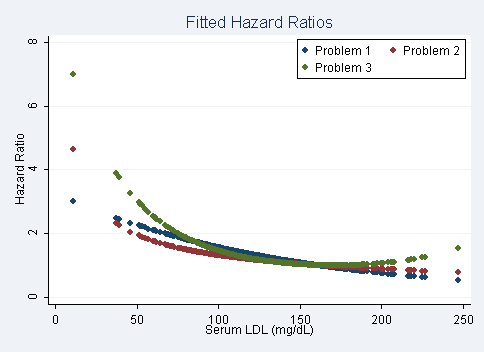 Fitted Hazard Ratios
Problem 1 Problem 2
Problem 3
8
6
4
2
0
Hazard Ratio
0 50 100 150 200 250
Serum LDL (mg/dL)